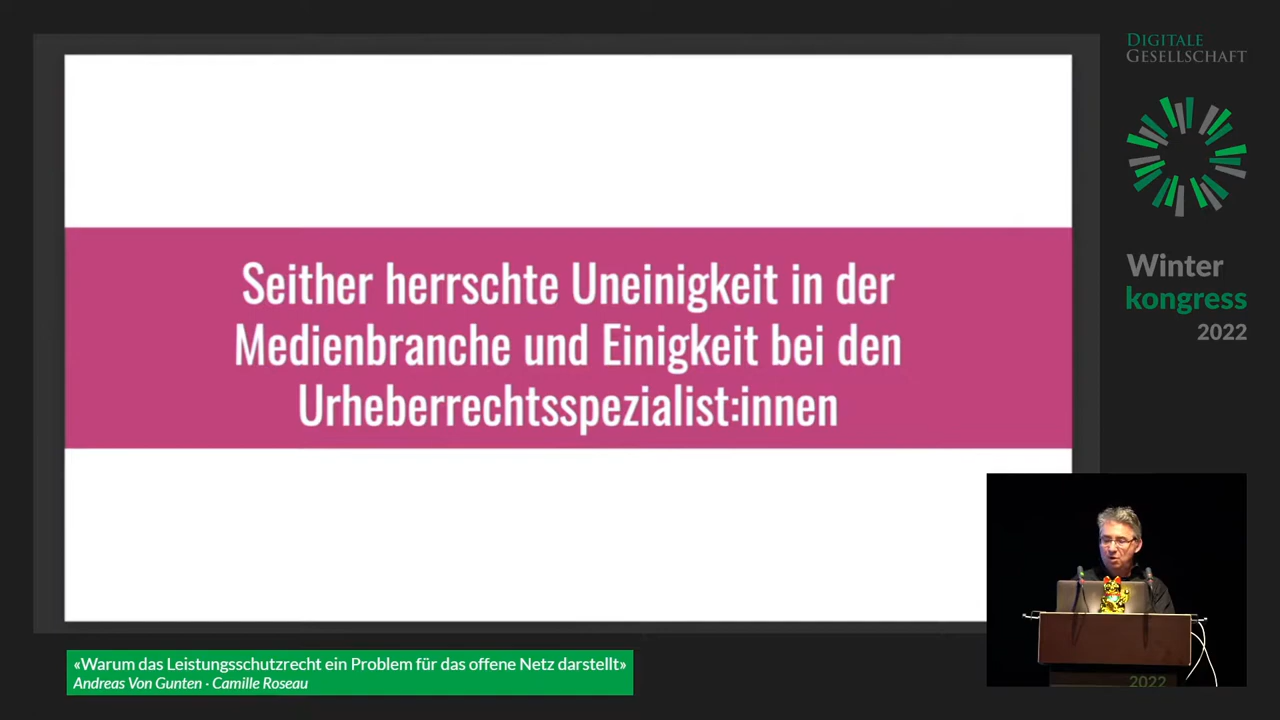 Seither herrschte Uneinigkeit in der
Medienbranche und Einigkeit bei den
Urheberrechtsspezialist:innen
DIGITALE
GESELLSCHAFT
Winter
kongress
2022
«Warum das Leistungsschutzrecht ein Problem für das offene Netz darstellt»
Andreas Von Gunten · Camille Roseau
2022